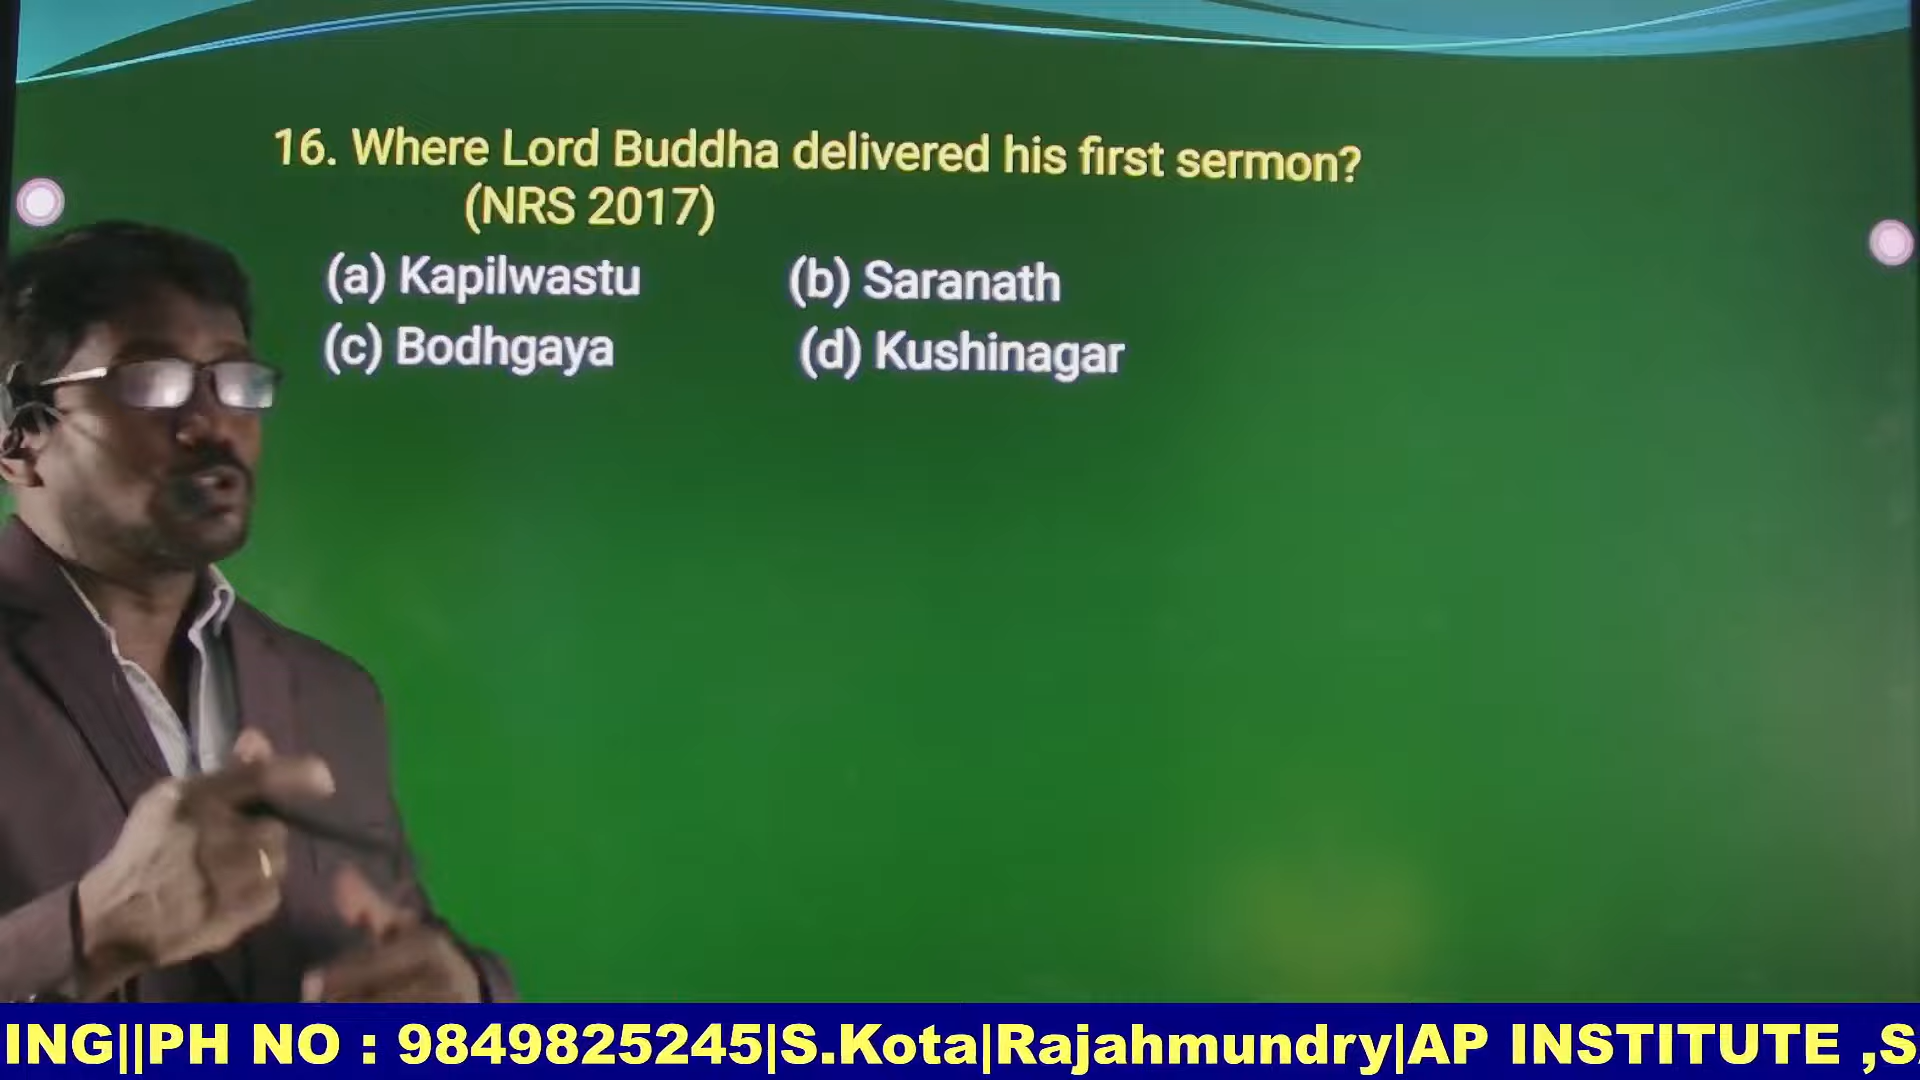 16. Where Lord Buddha delivered his first sermon?
(NRS 2017)
(a) Kapilwastu (b) Saranath
(c) Bodhgaya (d) Kushinagar
ING||PH NO : 9849825245|S.Kota|Rajahmundry|AP INSTITUTE ,S